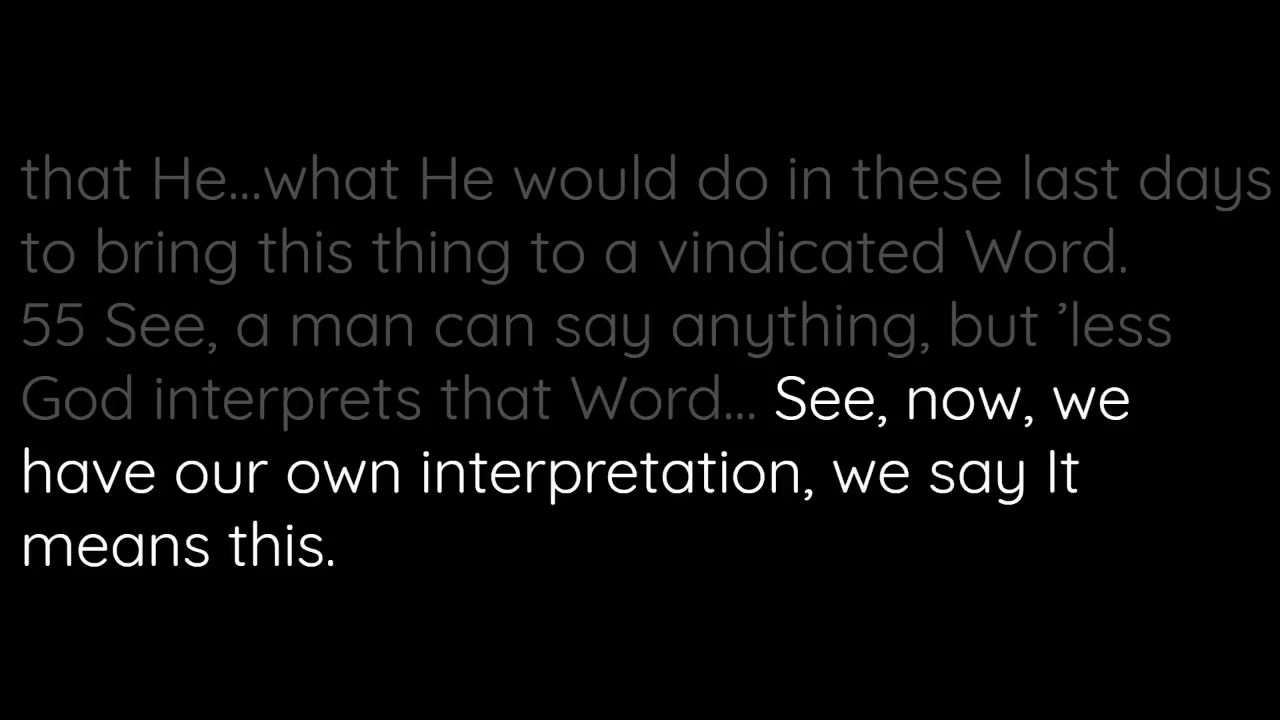 that He...what He would do in these last days
to bring this thing to a vindicated Word.
55 See, a man can say anything, but ’less
God interprets that Word... See, now, we
have our own interpretation, we say It
means this.